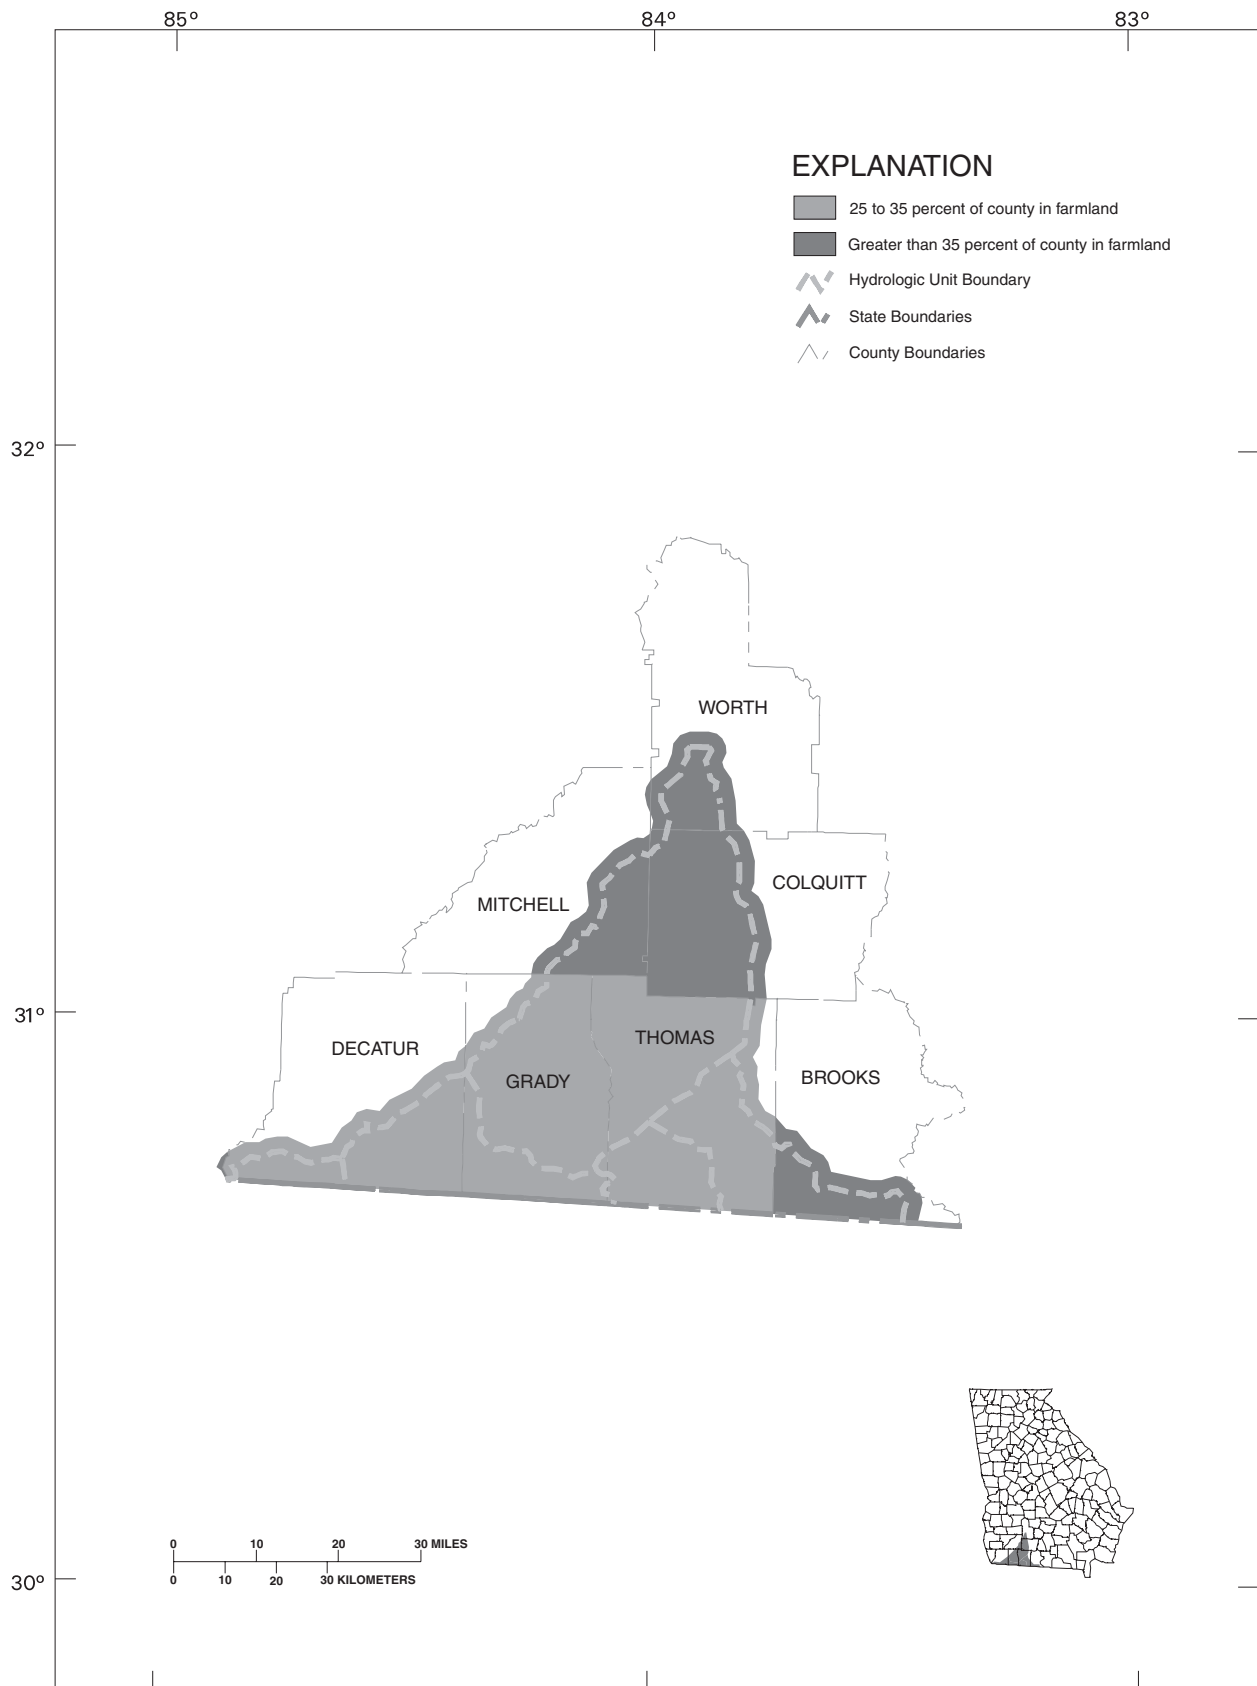 85° 84° 83°
EXPLANATION
25 to 35 percent of county in farmland
Greater than 35 percent of county in farmland
Hydrologic Unit Boundary
State Boundaries
County Boundaries
32°
WORTH
COLQUITT
MITCHELL
31°
THOMAS
DECATUR
BROOKS
GRADY
0 10 20 30 MILES
0 10 20 30 KILOMETERS
30°